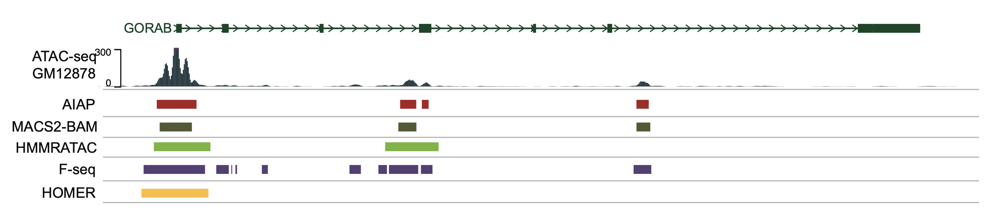 GORAB
ATAC-seq
GM12878
300
0
AIAP
MACS2-BAM
HMMRATAC
F-seq
HOMER